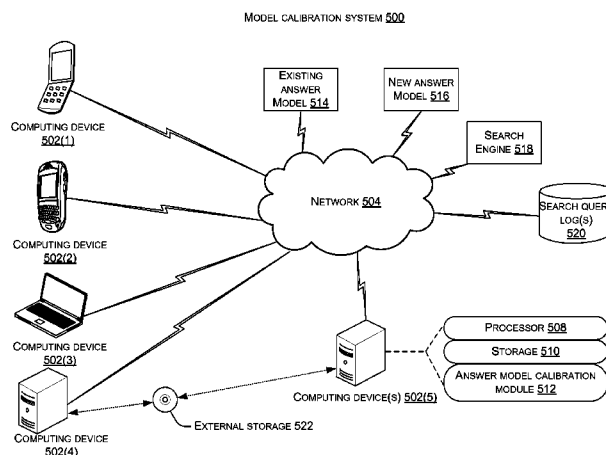 MODEL CALIBRATION SYSTEM 500
COMPUTING DEVICE
502(1)
EXISTING
ANSWER
MODEL 514
NEW ANSWER
MODEL 516
SEARCH
ENGINE 518
COMPUTING DEVICE
502(2)
NETWORK 504
SEARCH QUERY
LOG(S)
520
COMPUTING DEVICE
502(3)
PROCESSOR 508
STORAGE 510
ANSWER MODEL CALIBRATION
MODULE 512
COMPUTING DEVICE(S) 502(5)
EXTERNAL STORAGE 522
COMPUTING DEVICE
502(4)